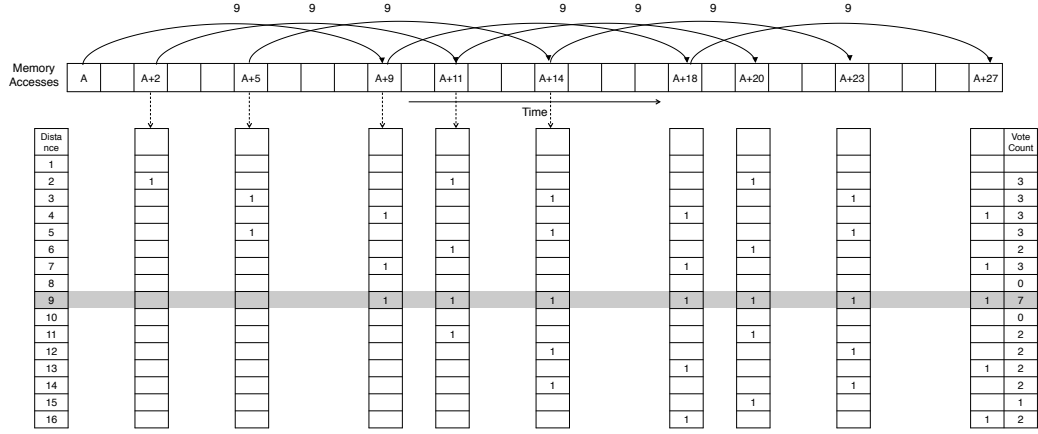 9 9 9 9 9 9 9
Memory
Accesses
A A+2 A+5 A+9 A+11 A+14 A+18 A+20 A+23 A+27
Time
Dista
nce
Vote
Count
1
2 1 1 1 3
3 1 1 1 3
4 1 1 1 3
5 1 1 1 3
6 1 1 2
7 1 1 1 3
8 0
9 1 1 1 1 1 1 1 7
10 0
11 1 1 2
12 1 1 2
13 1 1 2
14 1 1 2
15 1 1
16 1 1 2